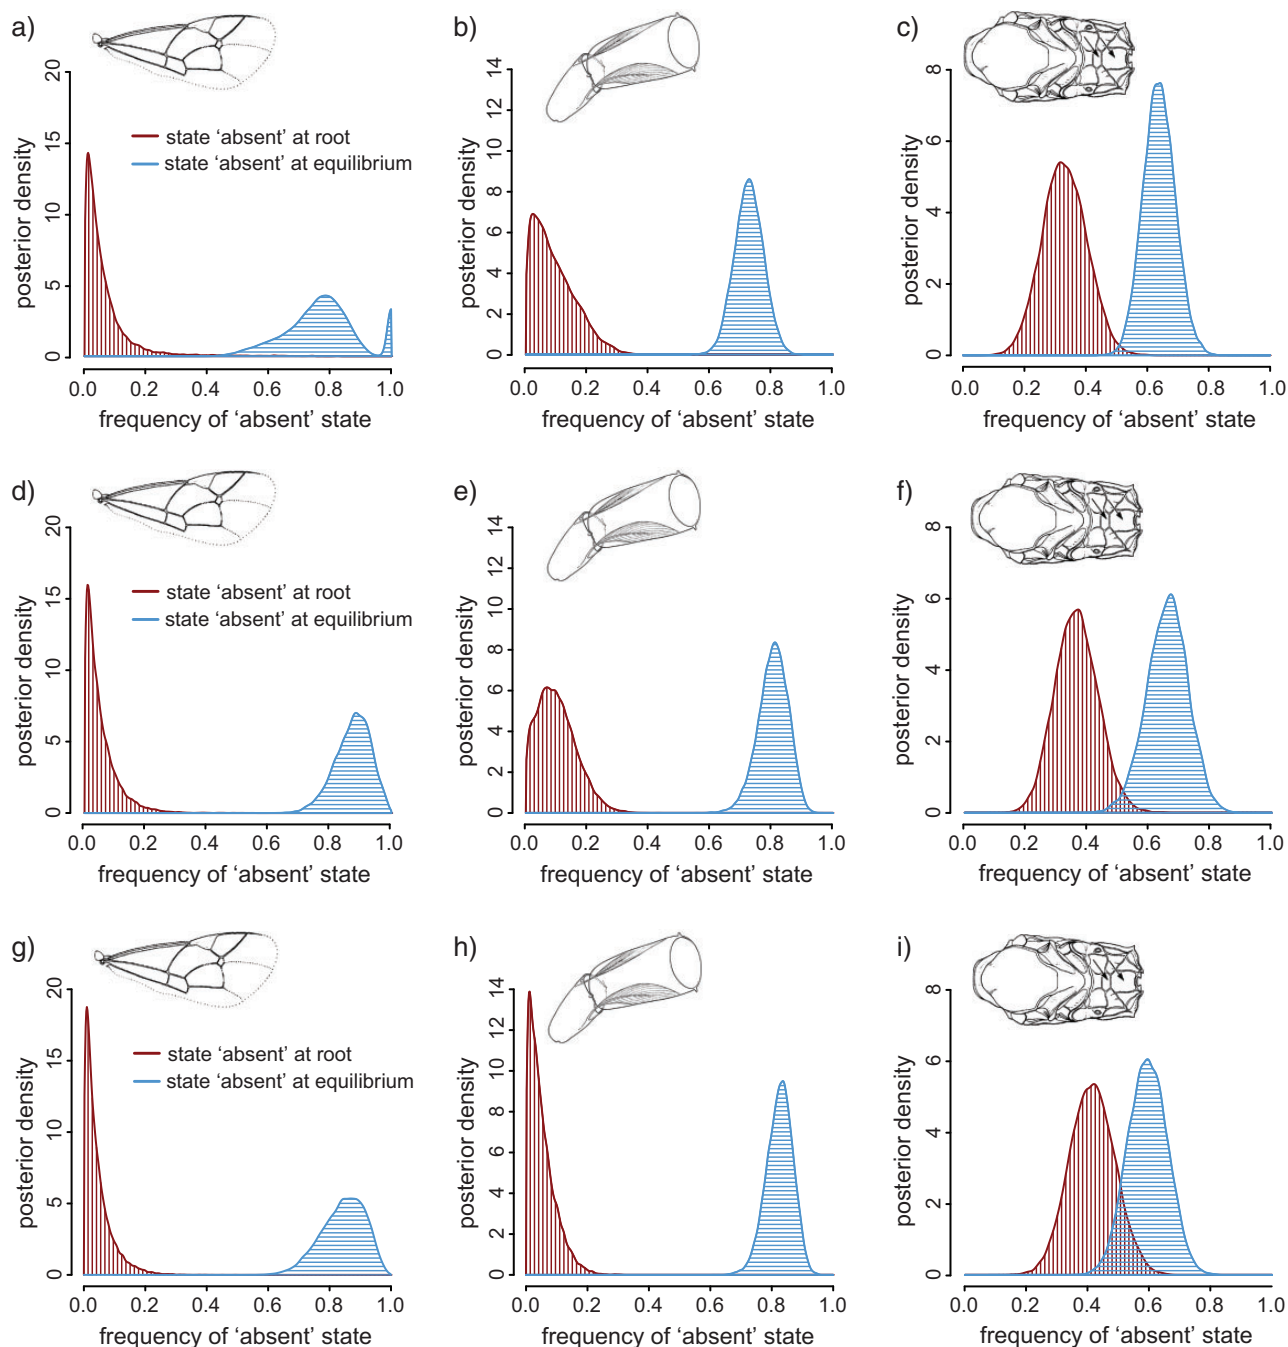 a)
b)
c)
20
15
10
5
0
posterior density
state 'absent' at root
state 'absent' at equilibrium
0.0 0.2 0.4 0.6 0.8 1.0
frequency of 'absent' state
14
12
10
8
6
4
2
0
posterior density
0.0 0.2 0.4 0.6 0.8 1.0
frequency of 'absent' state
8
6
4
2
0
posterior density
0.0 0.2 0.4 0.6 0.8 1.0
frequency of 'absent' state
d)
e)
f)
20
15
10
5
0
posterior density
state 'absent' at root
state 'absent' at equilibrium
0.0 0.2 0.4 0.6 0.8 1.0
frequency of 'absent' state
14
12
10
8
6
4
2
0
posterior density
0.0 0.2 0.4 0.6 0.8 1.0
frequency of 'absent' state
8
6
4
2
0
posterior density
0.0 0.2 0.4 0.6 0.8 1.0
frequency of 'absent' state
g)
h)
i)
20
15
10
5
0
posterior density
state 'absent' at root
state 'absent' at equilibrium
0.0 0.2 0.4 0.6 0.8 1.0
frequency of 'absent' state
14
12
10
8
6
4
2
0
posterior density
0.0 0.2 0.4 0.6 0.8 1.0
frequency of 'absent' state
8
6
4
2
0
posterior density
0.0 0.2 0.4 0.6 0.8 1.0
frequency of 'absent' state